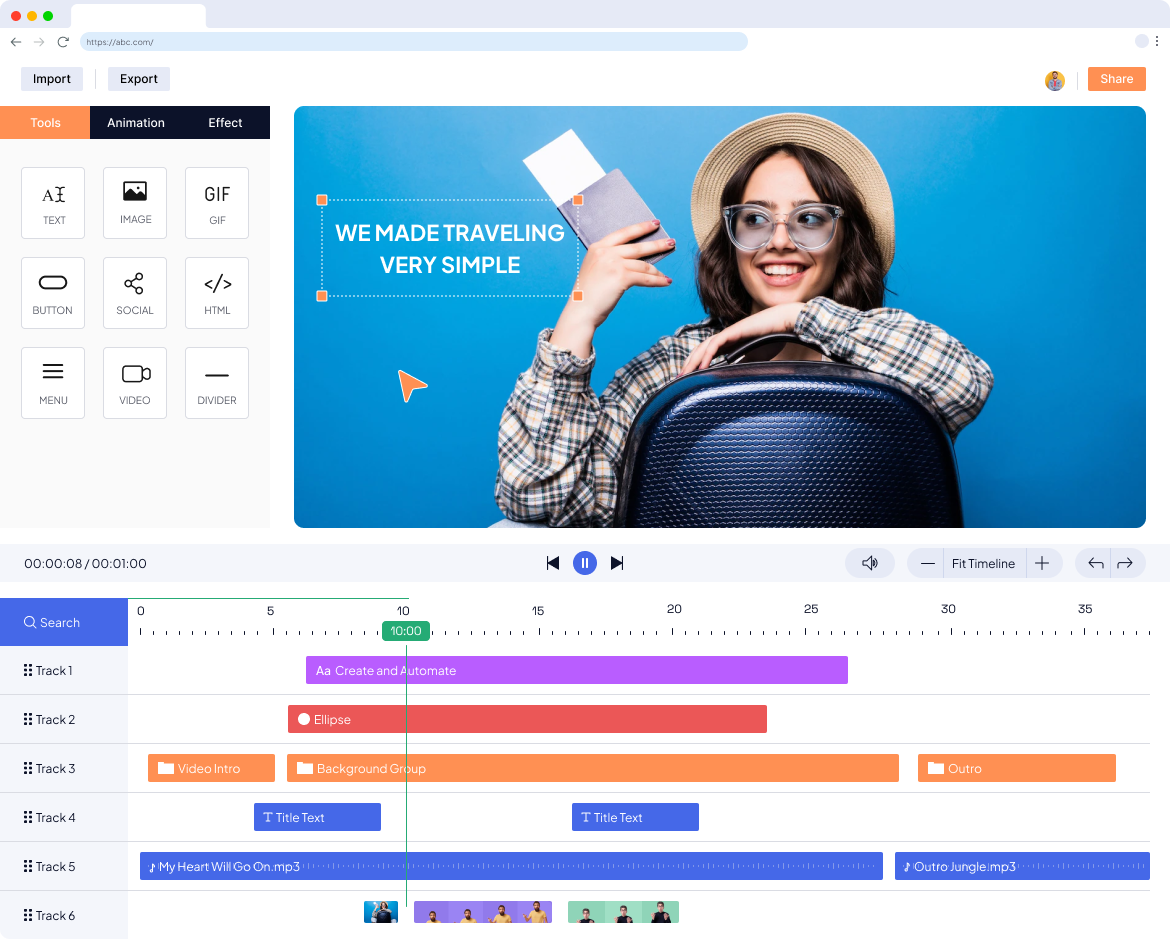 https://abc.com/
Import
Export
Share
Tools
Animation
Effect
AI TEXT
IMAGE
GIF GIF
BUTTON
SOCIAL
</> HTML
MENU
VIDEO
DIVIDER
WE MADE TRAVELING
VERY SIMPLE
00:00:08 / 00:01:00
Fit Timeline
Search
0 5 10 15 20 25 30 35
10:00
Track 1
Aa Create and Automate
Track 2
Ellipse
Track 3
Video Intro
Background Group
Outro
Track 4
T Title Text
T Title Text
Track 5
My Heart Will Go On.mp3
Outro Jungle.mp3
Track 6